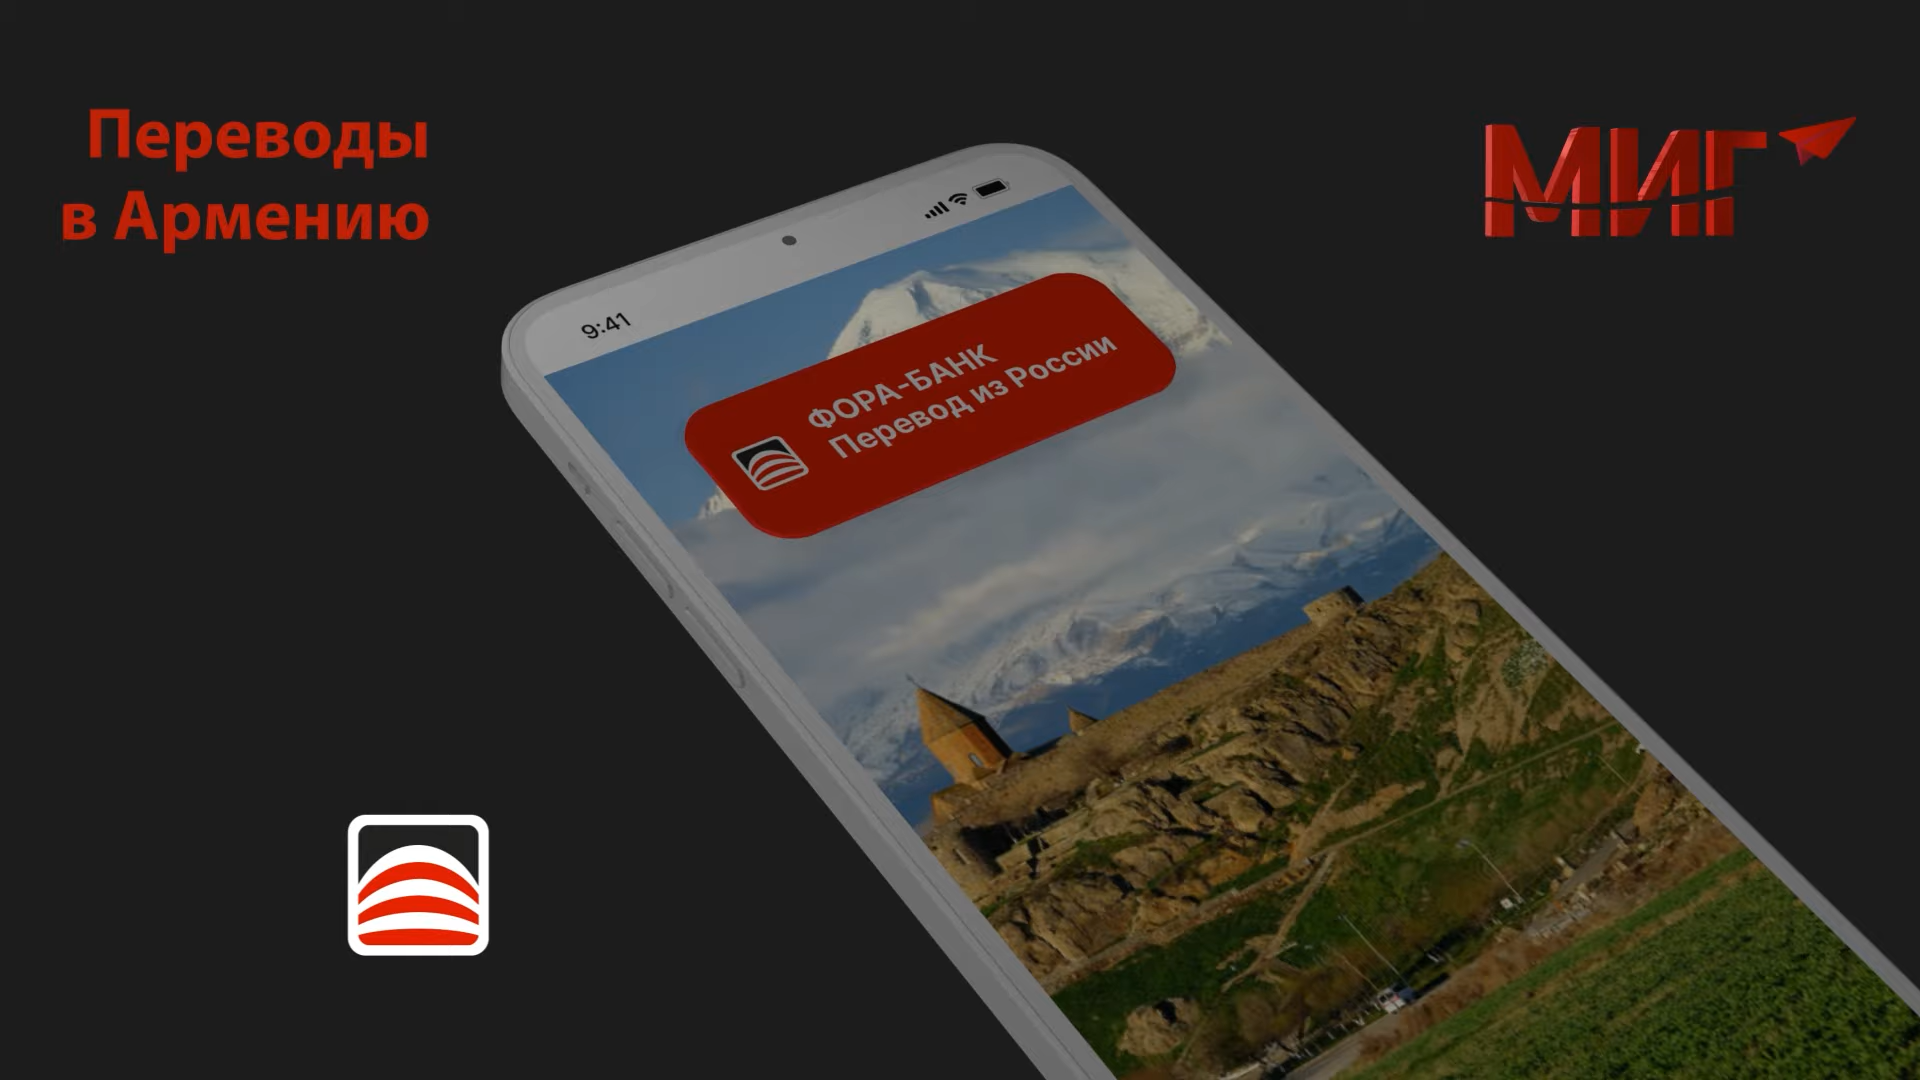 Переводы
в Армению
МИГ
9:41
ФОРА-БАНК
Перевод из России